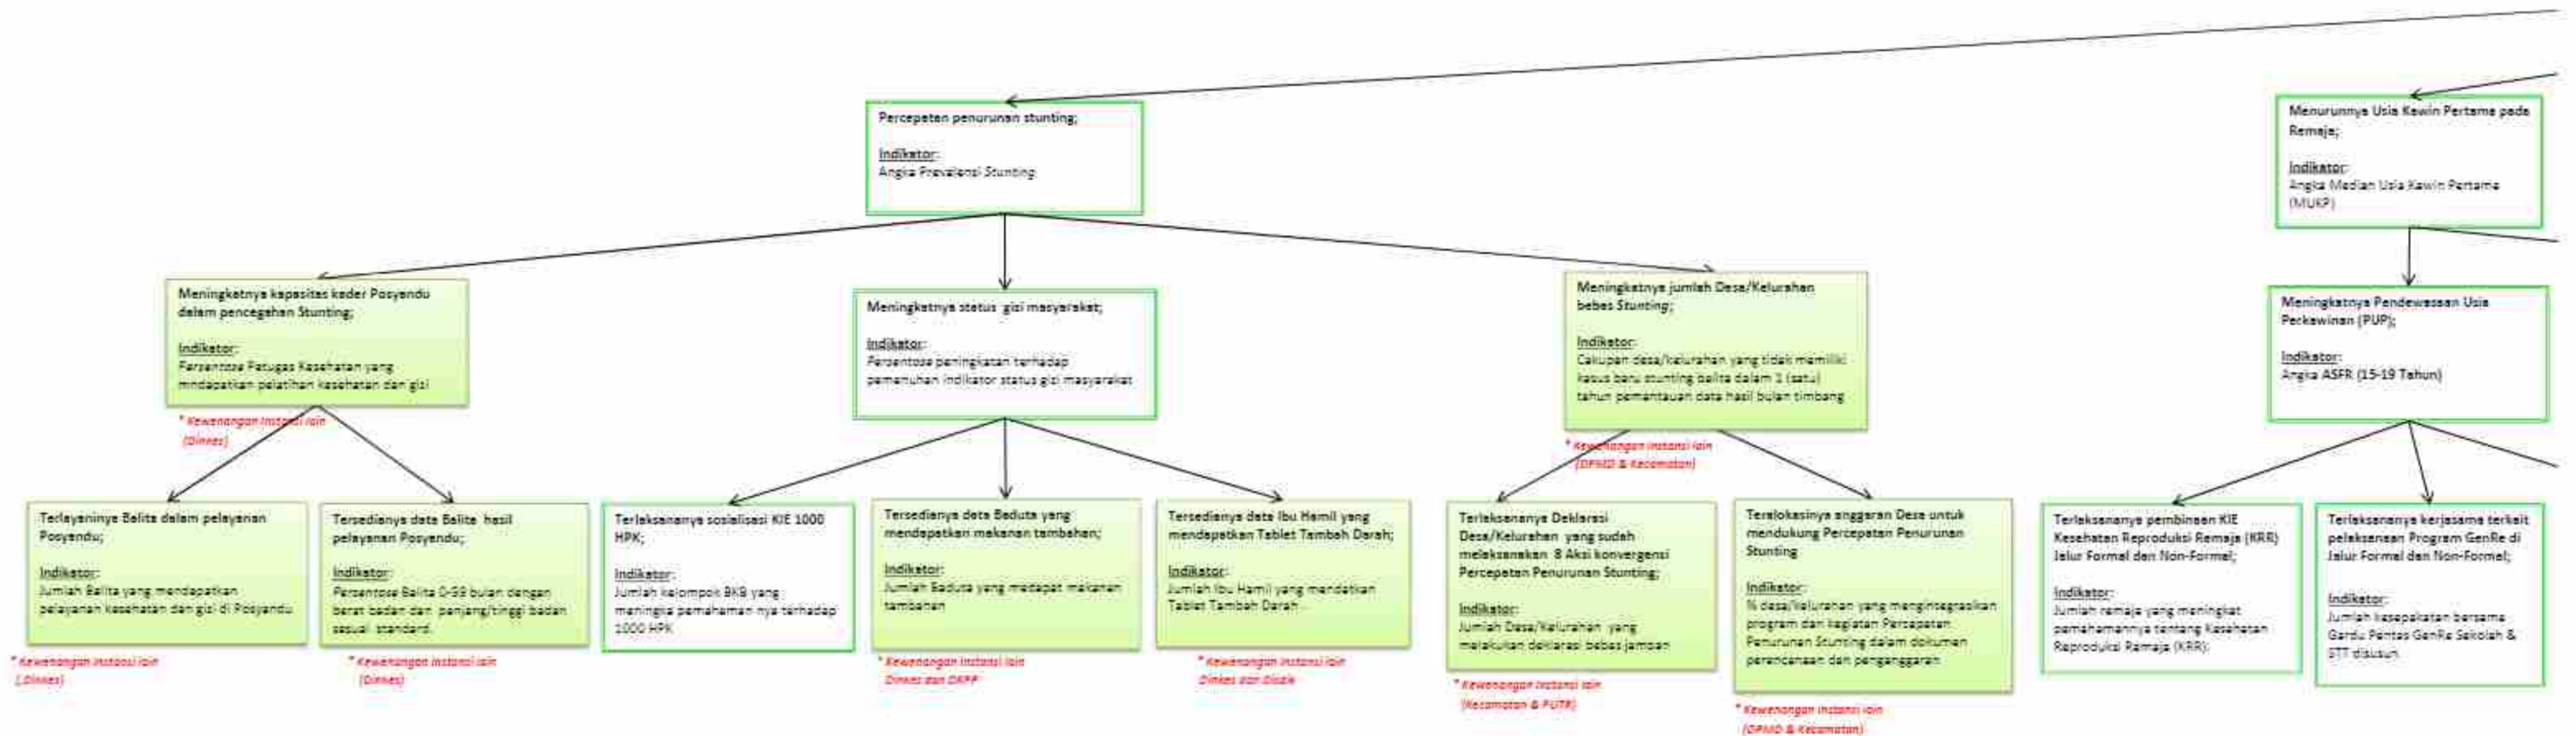 Percepatan penurunan stunting;
Indikator:
Angka Prevalensi Stunting
Menurunnya Usia Kawin Pertama pada
Remaja;
Indikator:
Angka Median Usia Kawin Pertama
(MUKP)
Meningkatnya kapasitas kader Posyandu
dalam pencegahan Stunting;
Indikator:
Persentase Petugas Kesehatan yang
mndapatkan pelatihan kesehatan dan gizi
* Kewenangan Instansi lain
(Dinkes)
Meningkatnya status gizi masyarakat;
Indikator:
Persentase peningkatan terhadap
pemenuhan indikator status gizi masyarakat
Meningkatnya jumlah Desa/Kelurahan
bebas Stunting;
Indikator:
Cakupan desa/kelurahan yang tidak memiliki
kasus baru stunting balita dalam 1 (satu)
tahun pemantauan data hasil bulan timbang
* Kewenangan Instansi lain
(DPMD & Kecamatan)
Meningkatnya Pendewasaan Usia
Perkawinan (PUP);
Indikator:
Angka ASFR (15-19 Tahun)
Terlayaninya Balita dalam pelayanan
Posyandu;
Indikator:
Jumlah Balita yang mendapatkan
pelayanan kesehatan dan gizi di Posyandu
* Kewenangan Instansi lain
(.Dinkes)
Tersedianya data Balita hasil
pelayanan Posyandu;
Indikator:
Persentase Balita 0-59 bulan dengan
berat badan dan panjang/tinggi badan
sesuai standard.
* Kewenangan Instansi lain
(Dinkes)
Terlaksananya sosialisasi KIE 1000
HPK;
Indikator:
Jumlah kelompok BKB yang
meningka pemahaman nya terhadap
1000 HPK
Tersedianya data Baduta yang
mendapatkan makanan tambahan;
Indikator:
Jumlah Baduta yang medapat makanan
tambahan
* Kewenangan Instansi lain
Dinkes dan DKPP
Tersedianya data Ibu Hamil yang
mendapatkan Tablet Tambah Darah;
Indikator:
Jumlah Ibu Hamil yang mendatkan
Tablet Tambah Darah
* Kewenangan Instansi lain
Dinkes dan Disdik
Terlaksananya Deklarasi
Desa/Kelurahan yang sudah
melaksanakan 8 Aksi konvergensi
Percepatan Penurunan Stunting;
Indikator:
Jumlah Desa/Kelurahan yang
melakukan deklarasi bebas jamban
* Kewenangan Instansi lain
(Kecamatan & PUTR)
Teralokasinya anggaran Desa untuk
mendukung Percepatan Penurunan
Stunting
Indikator:
% desa/kelurahan yang mengintegrasikan
program dan kegiatan Percepatan
Penurunan Stunting dalam dokumen
perencanaan dan penganggaran
* Kewenangan Instansi lain
(DPMD & Kecamatan)
Terlaksananya pembinaan KIE
Kesehatan Reproduksi Remaja (KRR)
di Jalur Formal dan Non-Formal;
Indikator:
Jumlah remaja yang meningkat
pemahamannya tentang Kesehatan
Reproduksi Remaja (KRR).
Terlaksananya kerjasama terkait
pelaksanaan Program GenRe di
Jalur Formal dan Non-Formal;
Indikator:
Jumlah kesepakatan bersama
Gardu Pentas GenRe Sekolah &
STT disusun